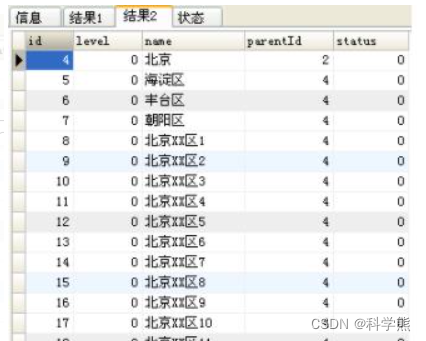 信息 结果1 结果2 状态
id level name parentId status
4 0 北京 2 0
5 0 海淀区 4 0
6 0 丰台区 4 0
7 0 朝阳区 4 0
8 0 北京XX区1 4 0
9 0 北京XX区2 4 0
10 0 北京XX区3 4 0
11 0 北京XX区4 4 0
12 0 北京XX区5 4 0
13 0 北京XX区6 4 0
14 0 北京XX区7 4 0
15 0 北京XX区8 4 0
16 0 北京XX区9 4 0
17 0 北京XX区10 4 0
CSDN @科学熊